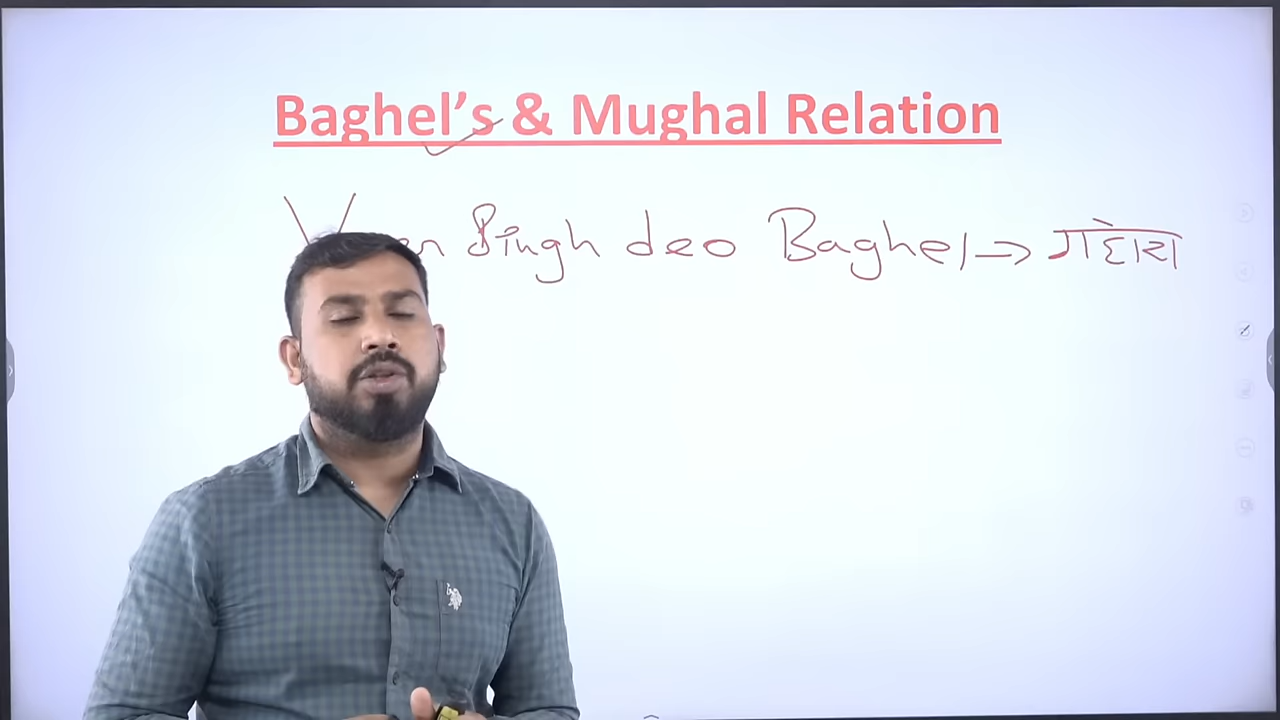 Baghel's & Mughal Relation
Singh deo Baghel → गहोरा